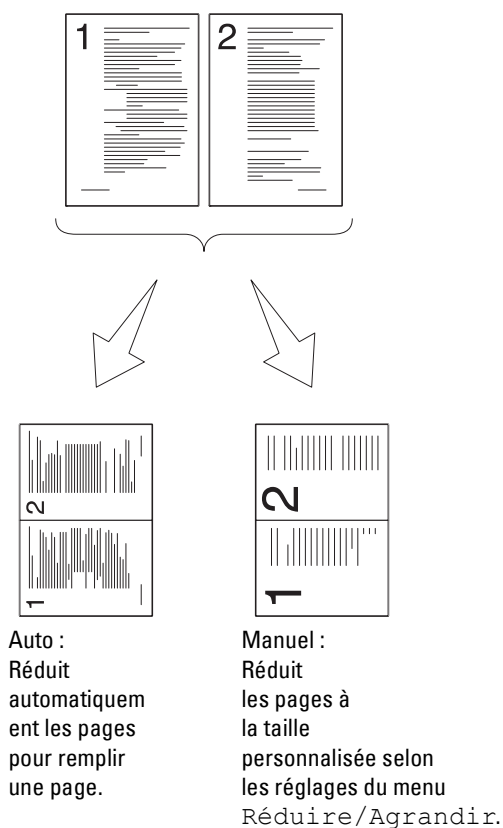 1 2
2 2
1 1
Auto :
Réduit
automatiquem
ent les pages
pour remplir
une page.
Manuel :
Réduit
les pages à
la taille
personnalisée selon
les réglages du menu
Réduire/Agrandir.